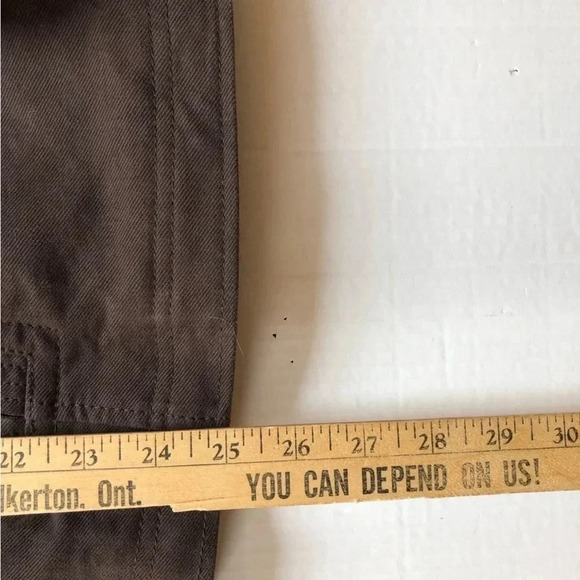 22 23 24 25 26 27 28 29 30
lkerton, Ont. YOU CAN DEPEND ON US!